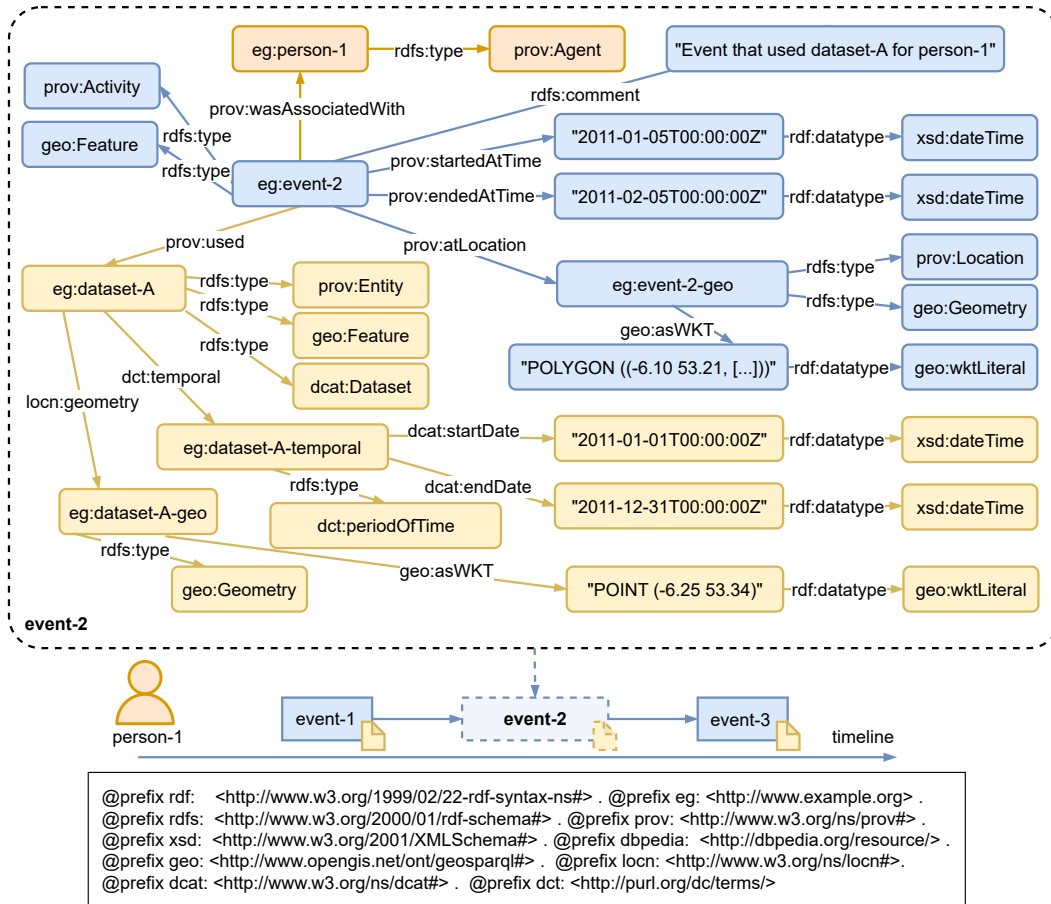 eg:person-1
rdfs:type
prov:Agent
"Event that used dataset-A for person-1"
prov:Activity
prov:wasAssociatedWith
rdfs:comment
geo:Feature
rdfs:type
rdfs:type
eg:event-2
prov:startedAtTime
"2011-01-05T00:00:00Z"
rdf:datatype
xsd:dateTime
prov:endedAtTime
"2011-02-05T00:00:00Z"
rdf:datatype
xsd:dateTime
prov:used
prov:atLocation
eg:dataset-A
rdfs:type
prov:Entity
rdfs:type
geo:Feature
rdfs:type
dcat:Dataset
eg:event-2-geo
rdfs:type
prov:Location
rdfs:type
geo:Geometry
geo:asWKT
"POLYGON ((-6.10 53.21, [...]))"
rdf:datatype
geo:wktLiteral
dct:temporal
locn:geometry
eg:dataset-A-temporal
dcat:startDate
"2011-01-01T00:00:00Z"
rdf:datatype
xsd:dateTime
rdfs:type
dcat:endDate
"2011-12-31T00:00:00Z"
rdf:datatype
xsd:dateTime
dct:periodOfTime
eg:dataset-A-geo
rdfs:type
geo:Geometry
geo:asWKT
"POINT (-6.25 53.34)"
rdf:datatype
geo:wktLiteral
event-2
person-1
event-1
event-2
event-3
timeline
@prefix rdf: <http://www.w3.org/1999/02/22-rdf-syntax-ns#> . @prefix eg: <http://www.example.org> .
@prefix rdfs: <http://www.w3.org/2000/01/rdf-schema#> . @prefix prov: <http://www.w3.org/ns/prov#> .
@prefix xsd: <http://www.w3.org/2001/XMLSchema#> . @prefix dbpedia: <http://dbpedia.org/resource/> .
@prefix geo: <http://www.opengis.net/ont/geosparql#> . @prefix locn: <http://www.w3.org/ns/locn#>.
@prefix dcat: <http://www.w3.org/ns/dcat#> . @prefix dct: <http://purl.org/dc/terms/>